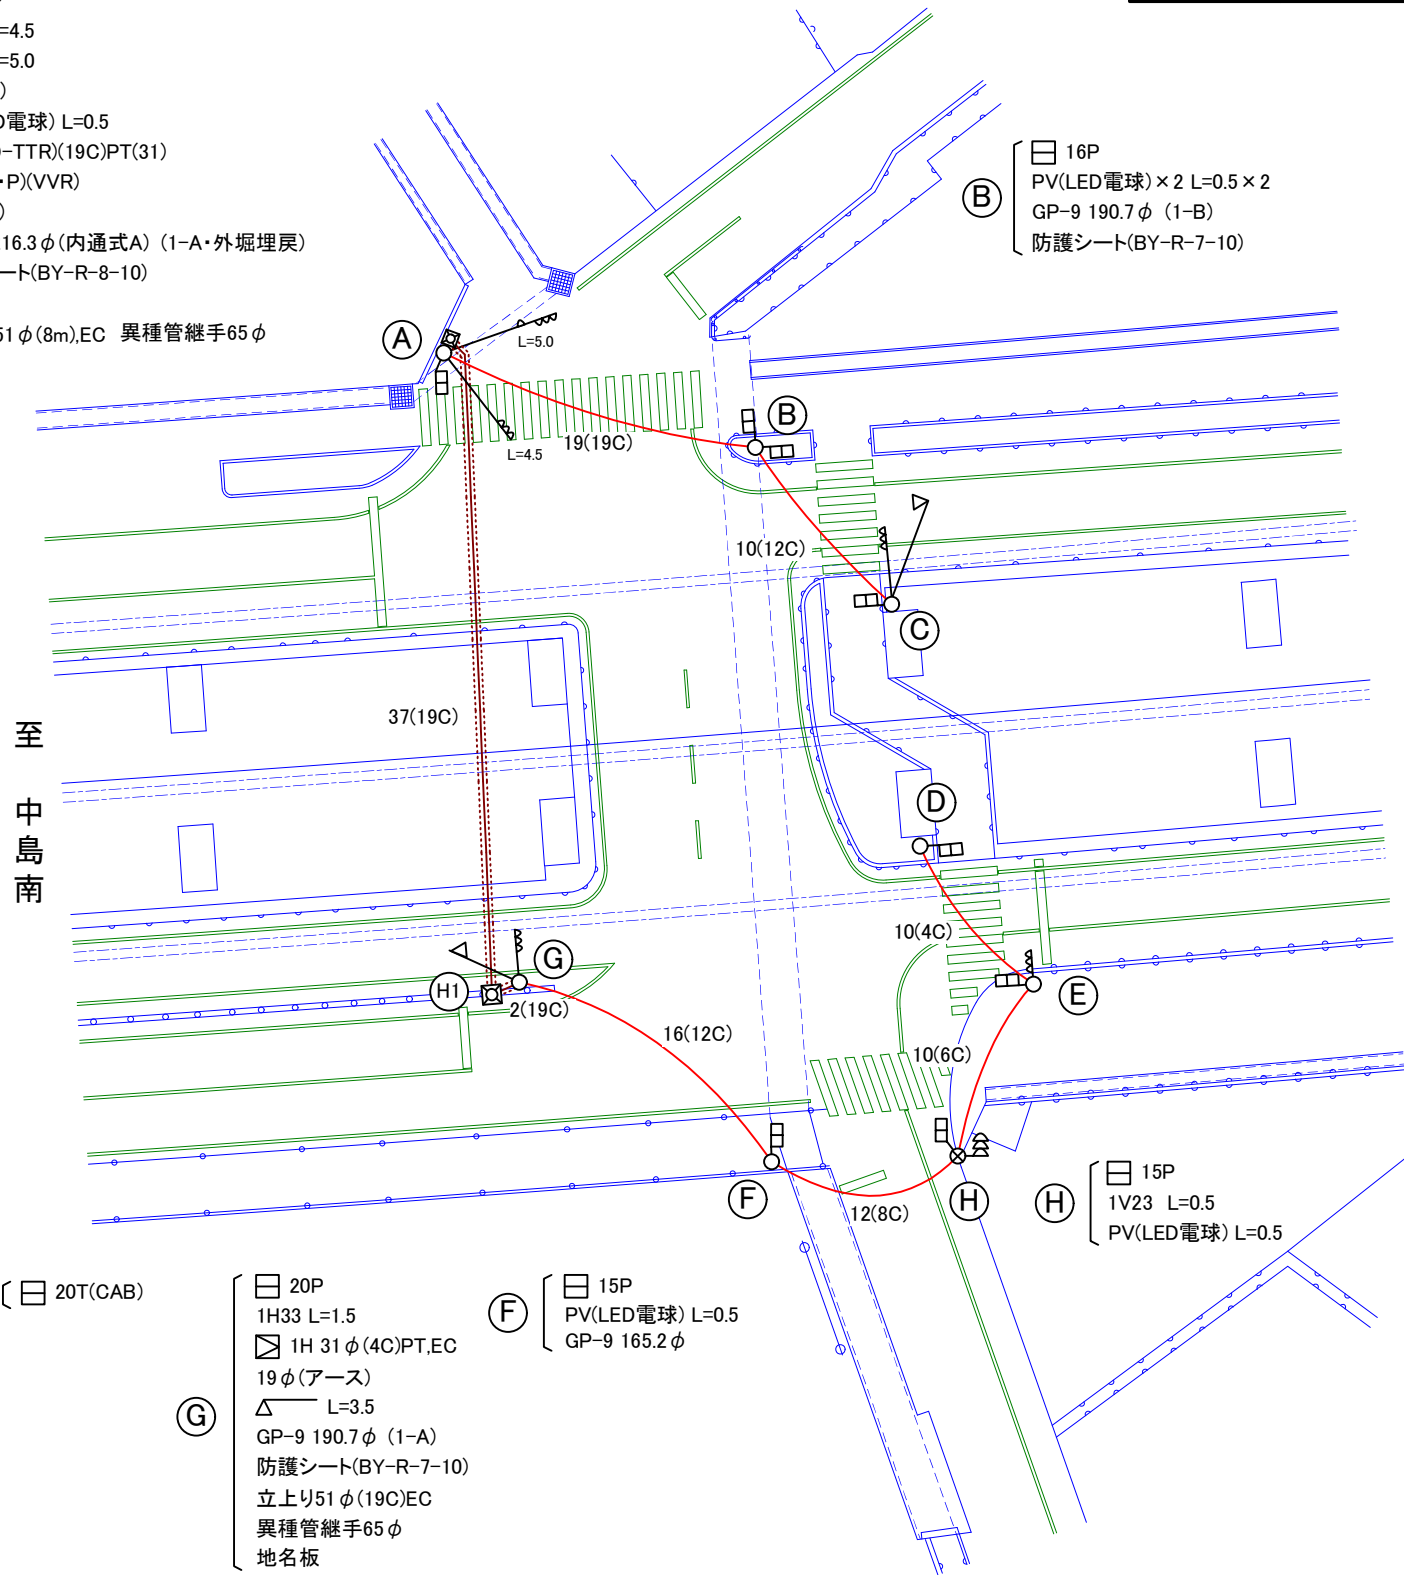 =4.5
=5.0
)
電球) L=0.5
-TTR)(19C)PT(31)
・P)(VVR)
)
16.3φ(内通式A) (1-A・外堀埋戻)
ート(BY-R-8-10)
51φ(8m),EC 異種管継手65φ
B
16P
PV(LED電球)×2 L=0.5×2
GP-9 190.7φ (1-B)
防護シート(BY-R-7-10)
A
L=5.0
L=4.5
19(19C)
B
10(12C)
C
37(19C)
至 中島南
D
10(4C)
E
G
H1
2(19C)
16(12C)
10(6C)
F
12(8C)
H
H
15P
1V23 L=0.5
PV(LED電球) L=0.5
20T(CAB)
G
20P
1H33 L=1.5
1H 31φ(4C)PT,EC
19φ(アース)
L=3.5
GP-9 190.7φ (1-A)
防護シート(BY-R-7-10)
立上り51φ(19C)EC
異種管継手65φ
地名板
F
15P
PV(LED電球) L=0.5
GP-9 165.2φ